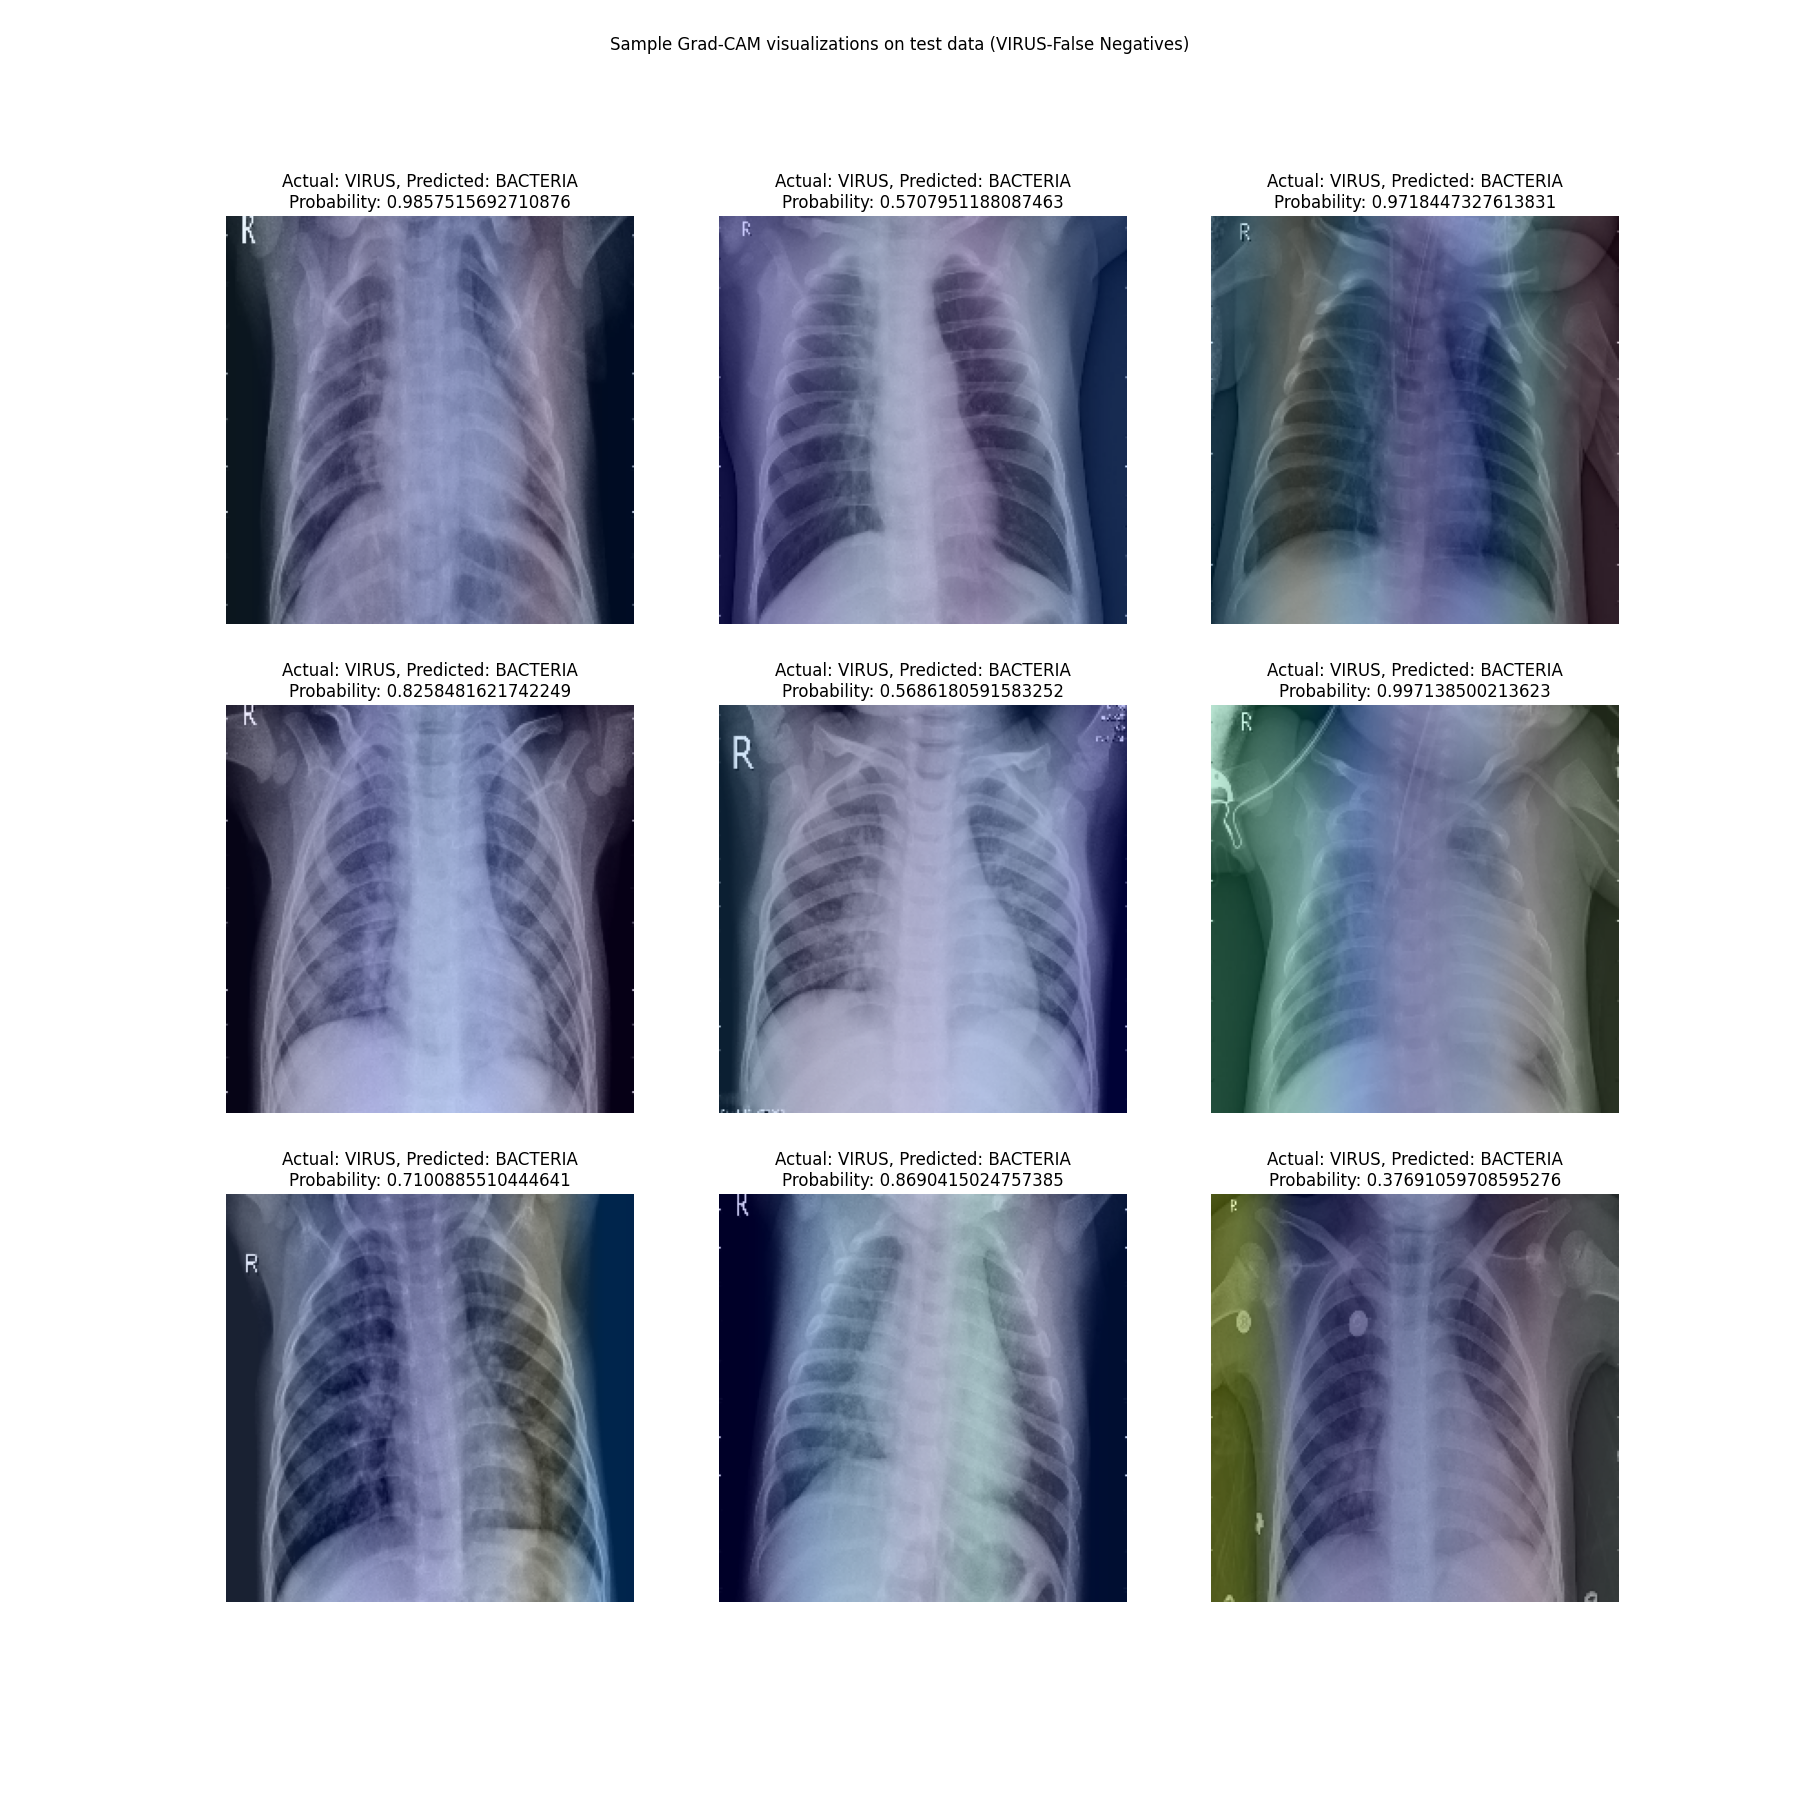 Sample Grad-CAM visualizations on test data (VIRUS-False Negatives)
Actual: VIRUS, Predicted: BACTERIA
Probability: 0.9857515692710876
Actual: VIRUS, Predicted: BACTERIA
Probability: 0.5707951188087463
Actual: VIRUS, Predicted: BACTERIA
Probability: 0.9718447327613831
R
R
R
Actual: VIRUS, Predicted: BACTERIA
Probability: 0.8258481621742249
Actual: VIRUS, Predicted: BACTERIA
Probability: 0.5686180591583252
Actual: VIRUS, Predicted: BACTERIA
Probability: 0.997138500213623
R
R
R
Actual: VIRUS, Predicted: BACTERIA
Probability: 0.7100885510444641
Actual: VIRUS, Predicted: BACTERIA
Probability: 0.8690415024757385
Actual: VIRUS, Predicted: BACTERIA
Probability: 0.37691059708595276
R
R
R